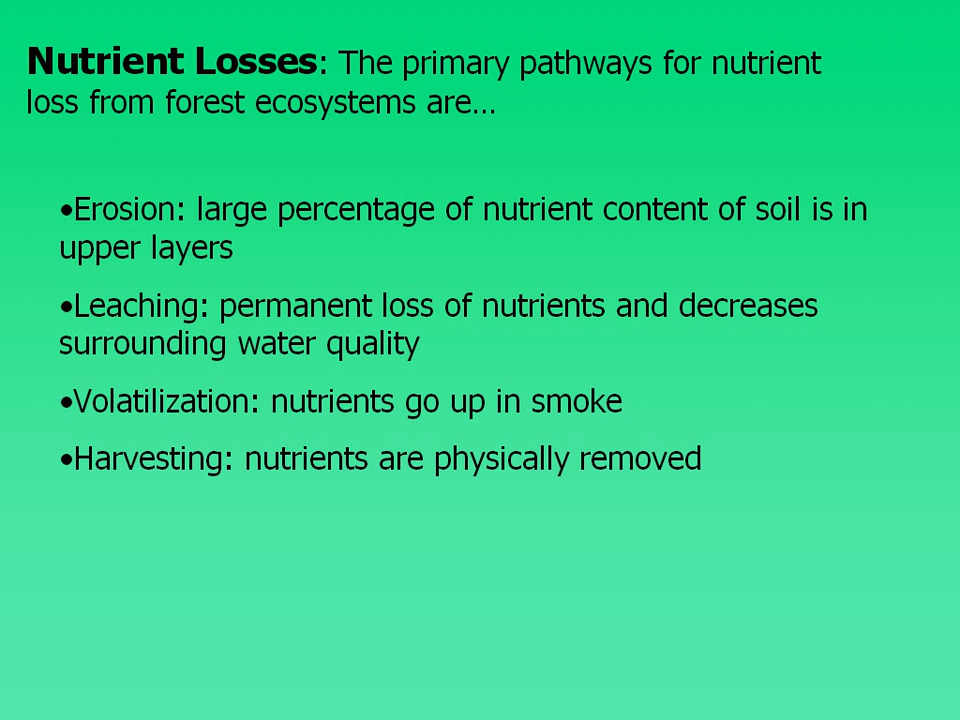 Nutrient Losses: The primary pathways for nutrient
loss from forest ecosystems are…
•Erosion: large percentage of nutrient content of soil is in
upper layers
•Leaching: permanent loss of nutrients and decreases
surrounding water quality
•Volatilization: nutrients go up in smoke
•Harvesting: nutrients are physically removed